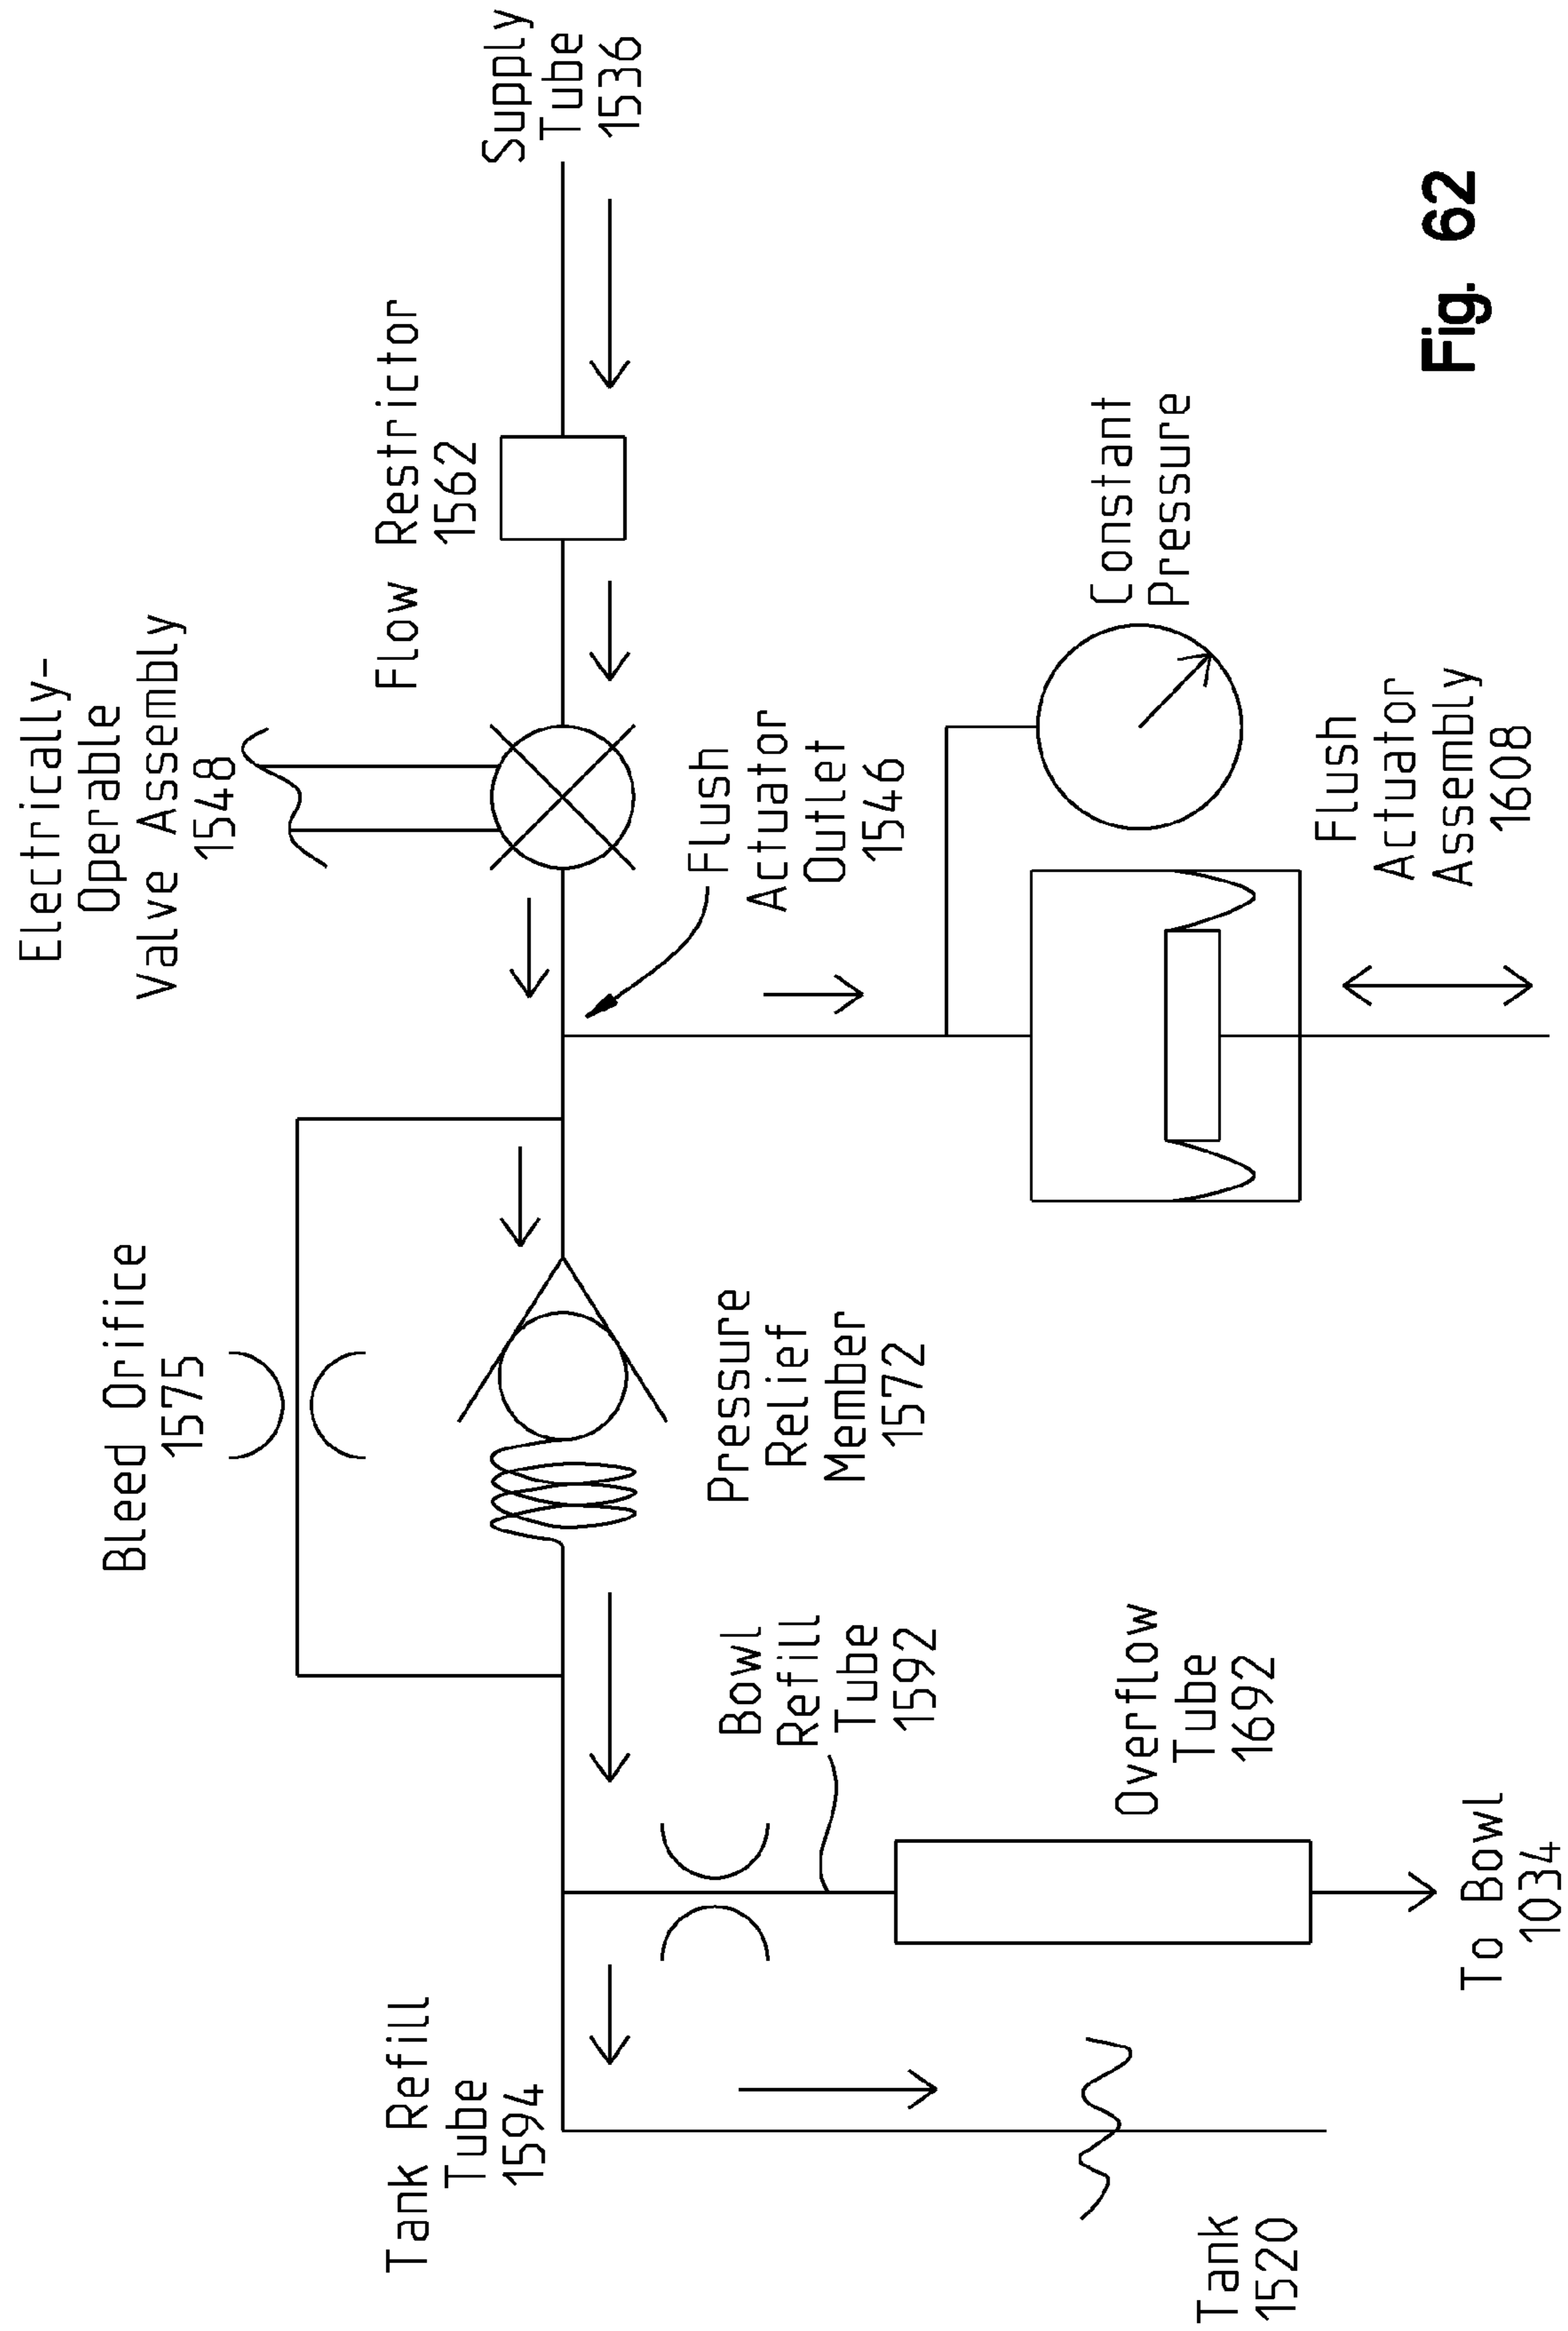 Electrically-
Operable
Valve Assembly
1548
Bleed Orifice
1575
Flow Restrictor
1562
Supply
Tube
1536
Tank Refill
Tube
1594
Flush
Actuator
Outlet
1546
Pressure
Relief
Member
1572
Bowl
Refill
Tube
1592
Constant
Pressure
Overflow
Tube
1692
Tank
1520
Flush
Actuator
Assembly
1608
To Bowl
1034
Fig. 62